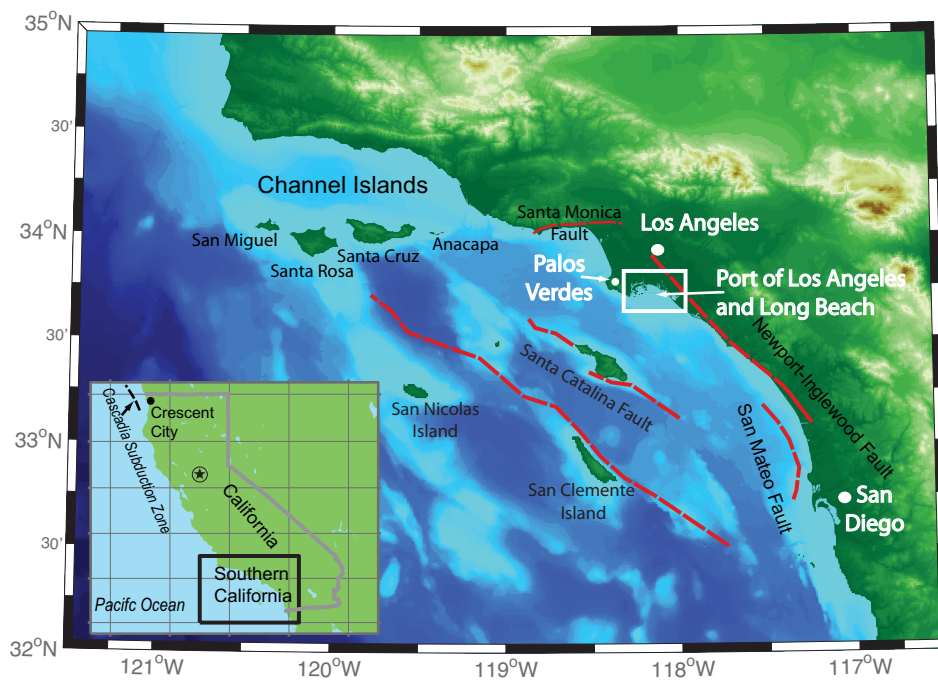 35°N
30'
34°N
30'
33°N
30'
32°N
121°W
120°W
119°W
118°W
117°W
Channel Islands
San Miguel
Santa Rosa
Santa Cruz
Anacapa
Santa Monica
Fault
Los Angeles
Palos
Verdes
Port of Los Angeles
and Long Beach
Newport-Inglewood Fault
Santa Catalina Fault
San Mateo Fault
San Nicolas
Island
San Clemente
Island
San
Diego
Cascadia Subduction Zone
Crescent
City
California
Southern
California
Pacifc Ocean